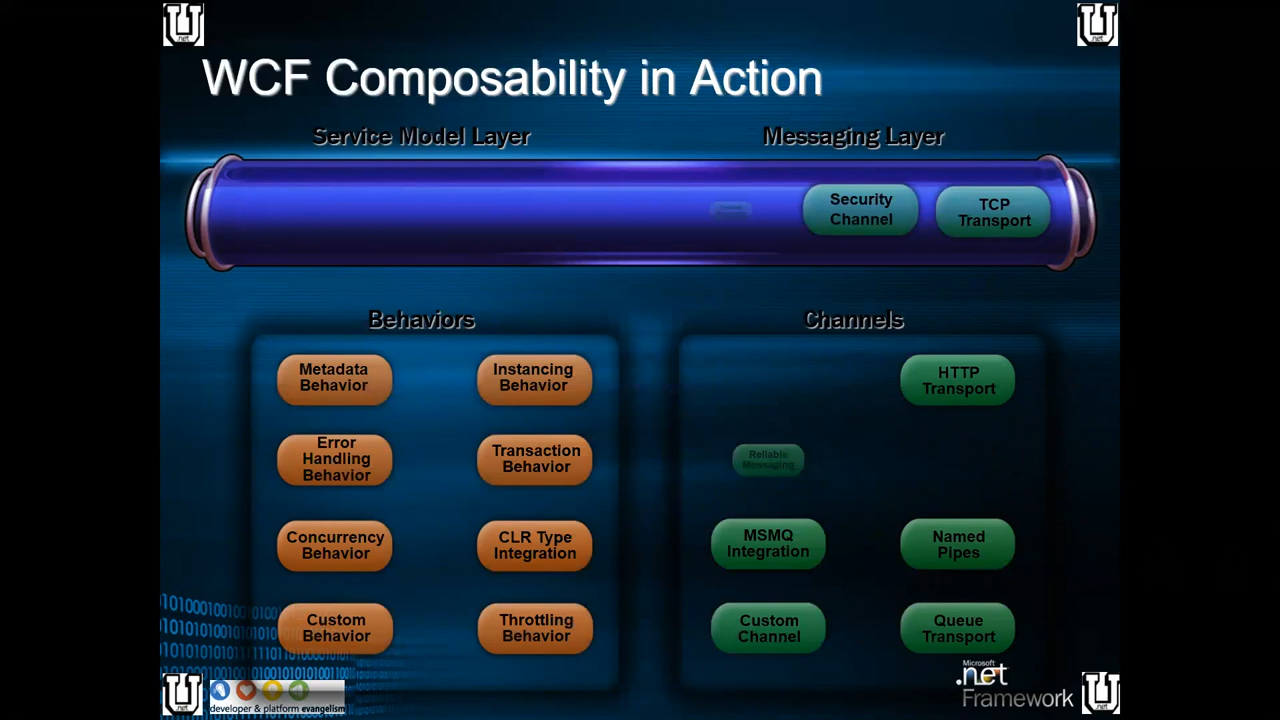 WCF Composability in Action
Service Model Layer
Messaging Layer
Security
Channel
TCP
Transport
Behaviors
Metadata
Behavior
Instancing
Behavior
Error
Handling
Behavior
Transaction
Behavior
Concurrency
Behavior
CLR Type
Integration
Custom
Behavior
Throttling
Behavior
Channels
HTTP
Transport
Reliable
Messaging
MSMQ
Integration
Named
Pipes
Custom
Channel
Queue
Transport
developer & platform evangelism
Microsoft
.net
Framework